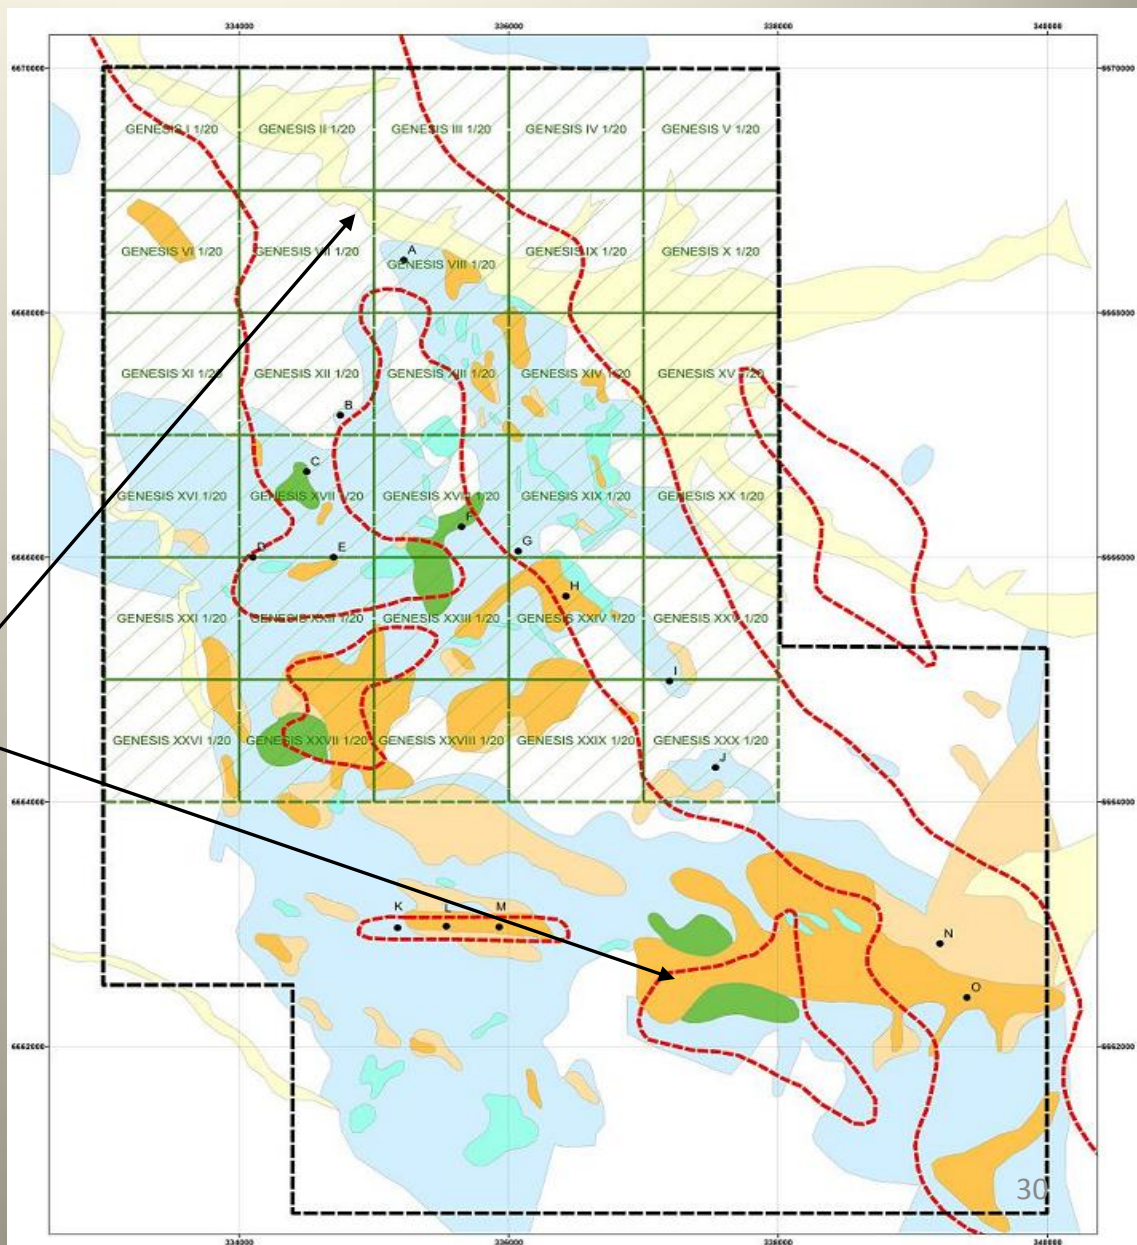 334000 336000 338000 340000
6670000 6670000
GENESIS I 1/20 GENESIS II 1/20 GENESIS III 1/20 GENESIS IV 1/20 GENESIS V 1/20
A
GENESIS VI 1/20 GENESIS VII 1/20 GENESIS VIII 1/20 GENESIS IX 1/20 GENESIS X 1/20
6668000 6668000
GENESIS XI 1/20 GENESIS XII 1/20 GENESIS XIII 1/20 GENESIS XIV 1/20 GENESIS XV 1/20
B
C
GENESIS XVI 1/20 GENESIS XVII 1/20 GENESIS XVIII 1/20 GENESIS XIX 1/20 GENESIS XX 1/20
F
D E G
6666000 6666000
H
GENESIS XXI 1/20 GENESIS XXII 1/20 GENESIS XXIII 1/20 GENESIS XXIV 1/20 GENESIS XXV 1/20
I
GENESIS XXVI 1/20 GENESIS XXVII 1/20 GENESIS XXVIII 1/20 GENESIS XXIX 1/20 GENESIS XXX 1/20
J
6664000 6664000
K L M
N
O
6662000 6662000
30
334000 336000 338000 340000